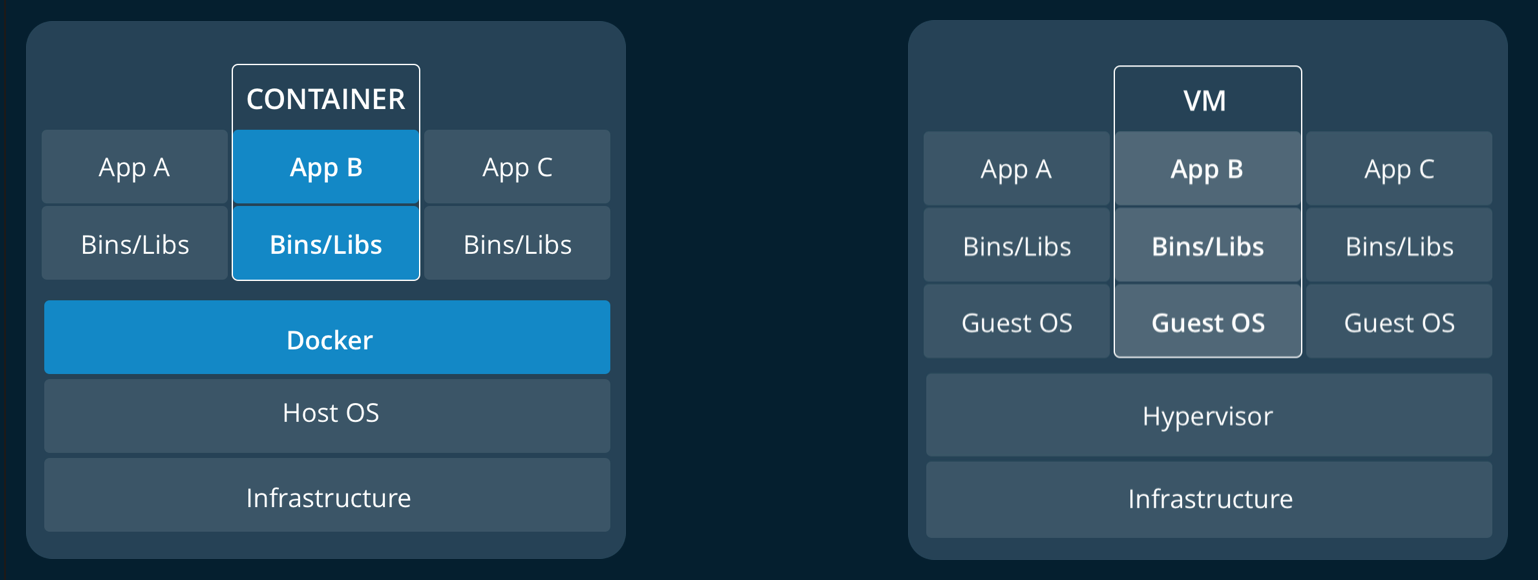 CONTAINER
App A
App B
App C
Bins/Libs
Bins/Libs
Bins/Libs
Docker
Host OS
Infrastructure
VM
App A
App B
App C
Bins/Libs
Bins/Libs
Bins/Libs
Guest OS
Guest OS
Guest OS
Hypervisor
Infrastructure